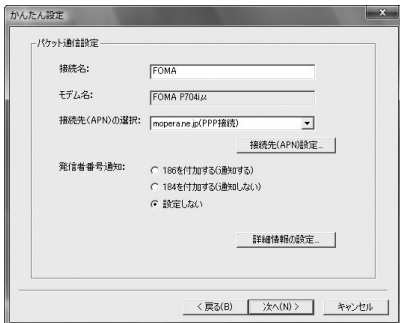 かんたん設定
パケット通信設定
接続名: FOMA
モデム名: FOMA P704iμ
接続先(APN)の選択: mopera.ne.jp(PPP接続)
接続先(APN)設定...
発信者番号通知: 186を付加する(通知する)
184を付加する(通知しない)
設定しない
詳細情報の設定...
< 戻る(B) 次へ(N) > キャンセル